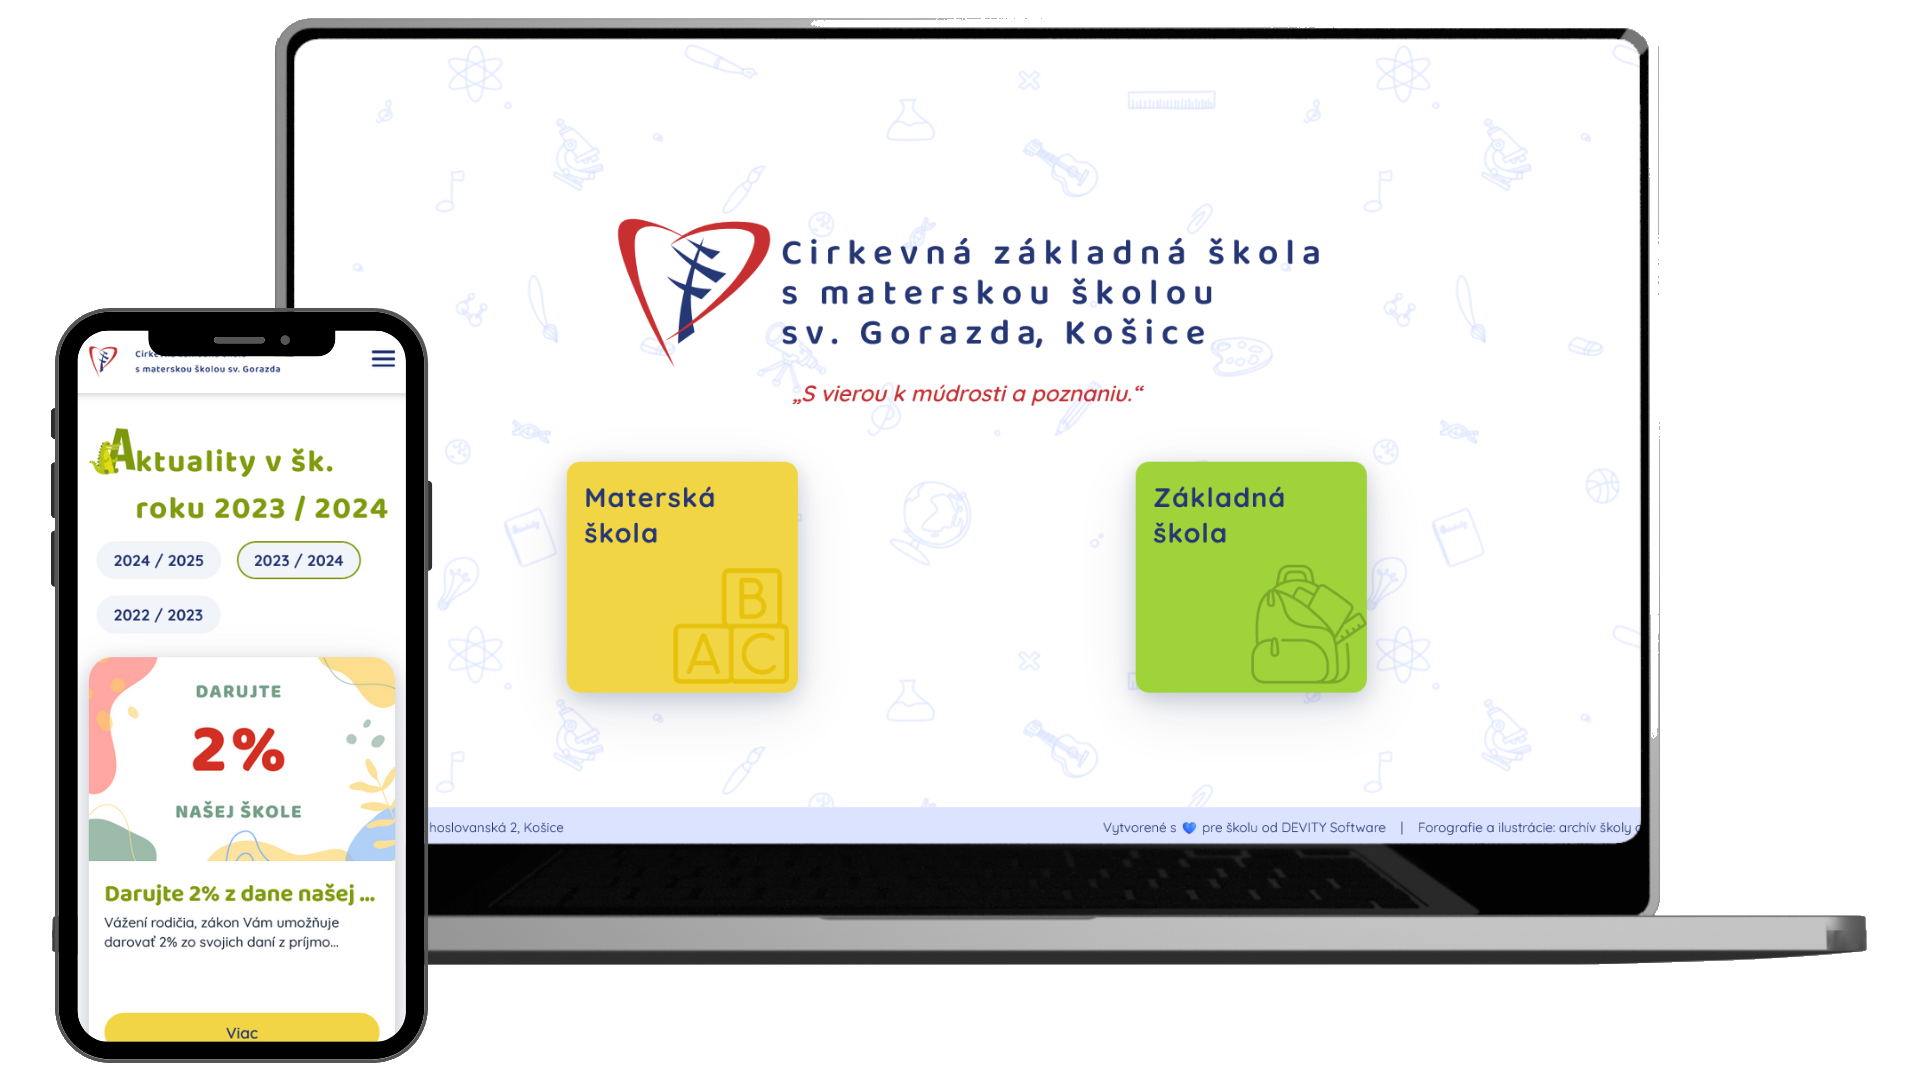 Cirkevná základná škola
s materskou školou
sv. Gorazda, Košice
„S vierou k múdrosti a poznaniu.“
Materská
škola
B
A C
Základná
škola
hoslovanská 2, Košice
Vytvorené s 💙 pre školu od DEVITY Software | Forografie a ilustrácie: archív školy
s materskou školou sv. Gorazda
Aktuality v šk.
roku 2023 / 2024
2024 / 2025
2023 / 2024
2022 / 2023
DARUJTE
2%
NAŠEJ ŠKOLE
Darujte 2% z dane našej ...
Vážení rodičia, zákon Vám umožňuje
darovať 2% zo svojich daní z príjmo...
Viac